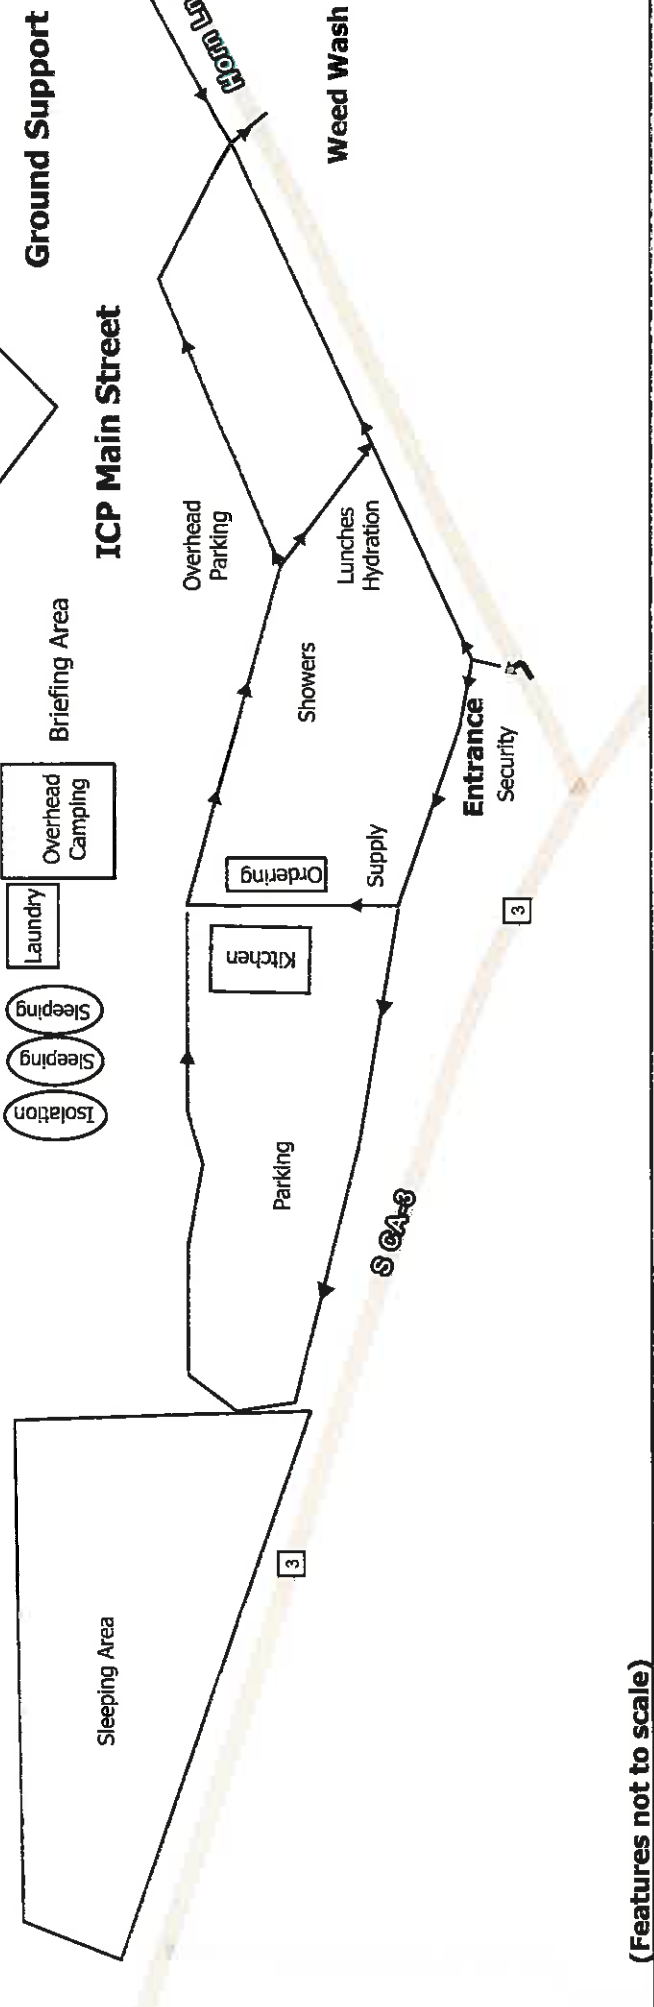 Ground Support
Horn Ln
Weed Wash
ICP Main Street
Overhead
Parking
Lunches
Hydration
Briefing Area
Showers
Entrance
Security
Overhead
Camping
Laundry
Ordering
Supply
Kitchen
Sleeping
Sleeping
Isolation
3
Parking
S CA-3
3
Sleeping Area
(Features not to scale)